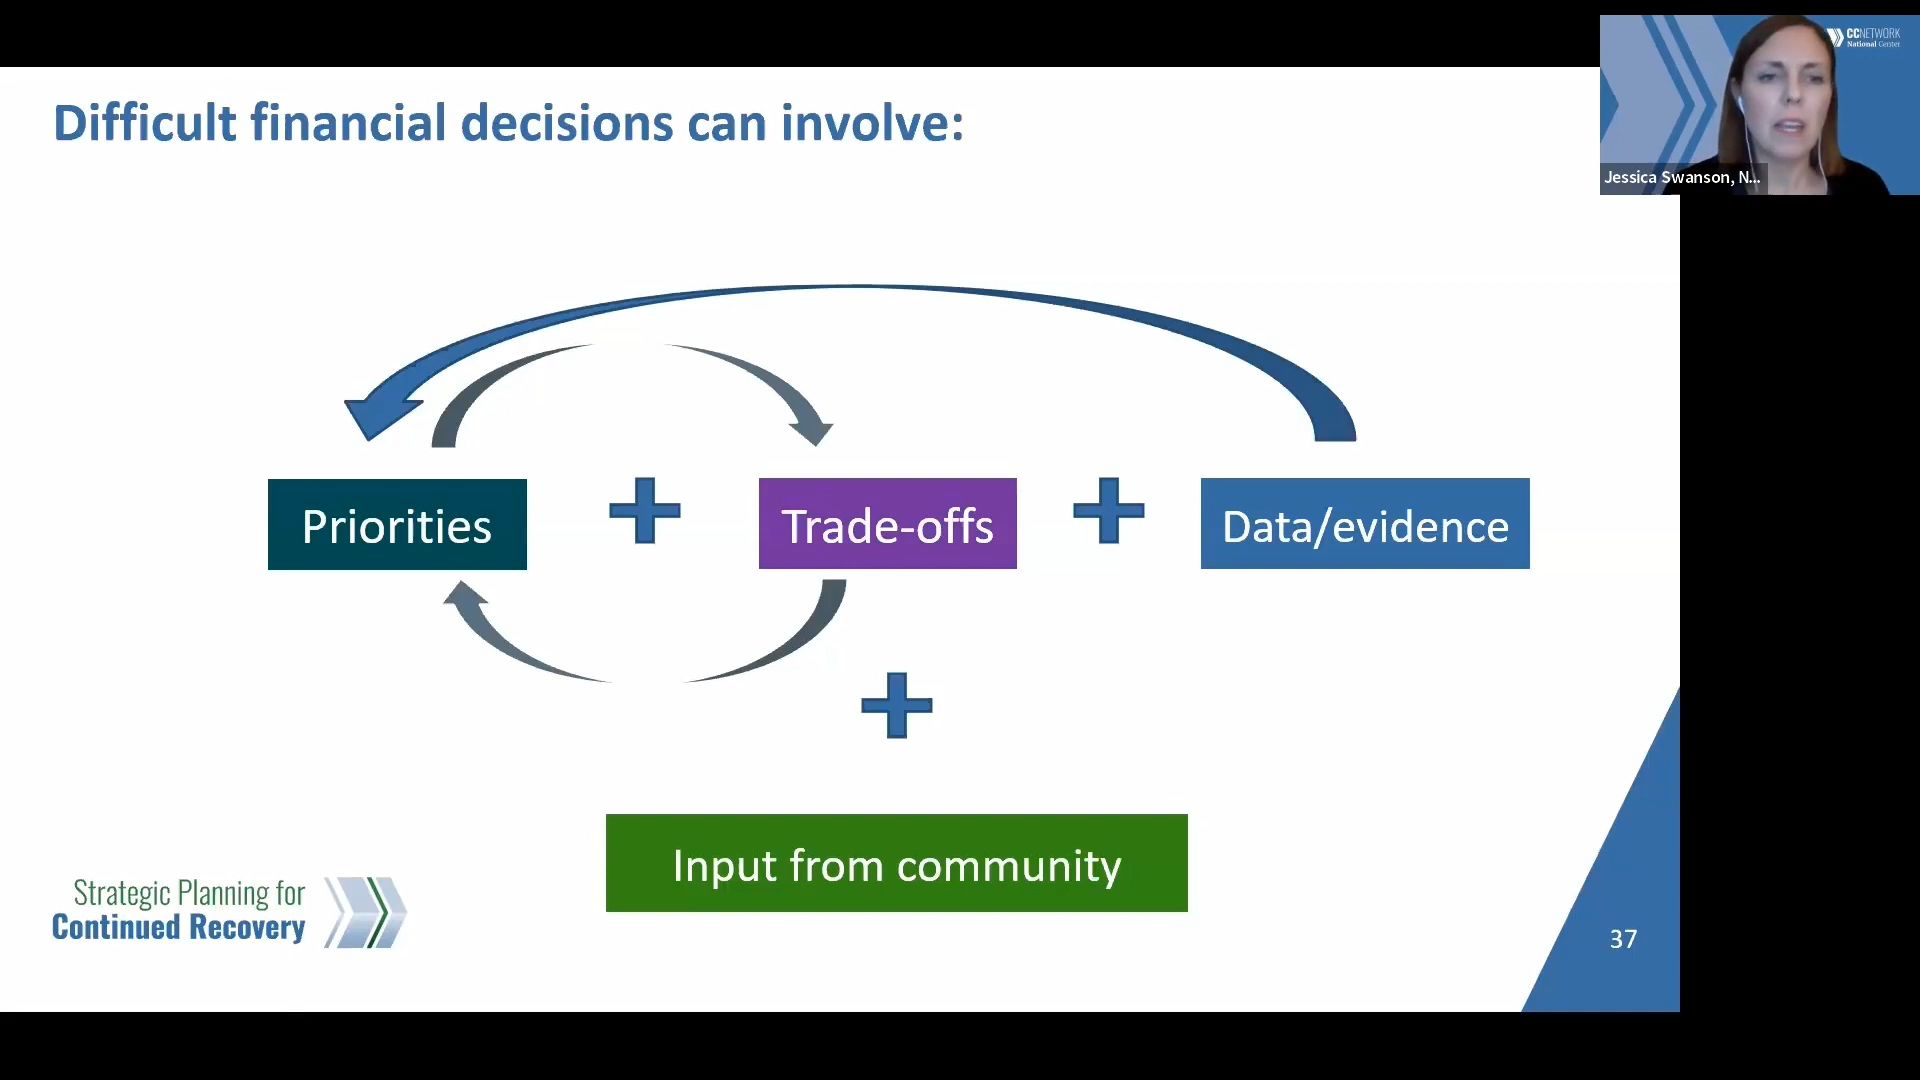 CCNETWORK
National Center
Jessica Swanson, N...
Difficult financial decisions can involve:
Priorities
Trade-offs
Data/evidence
Input from community
Strategic Planning for
Continued Recovery
37